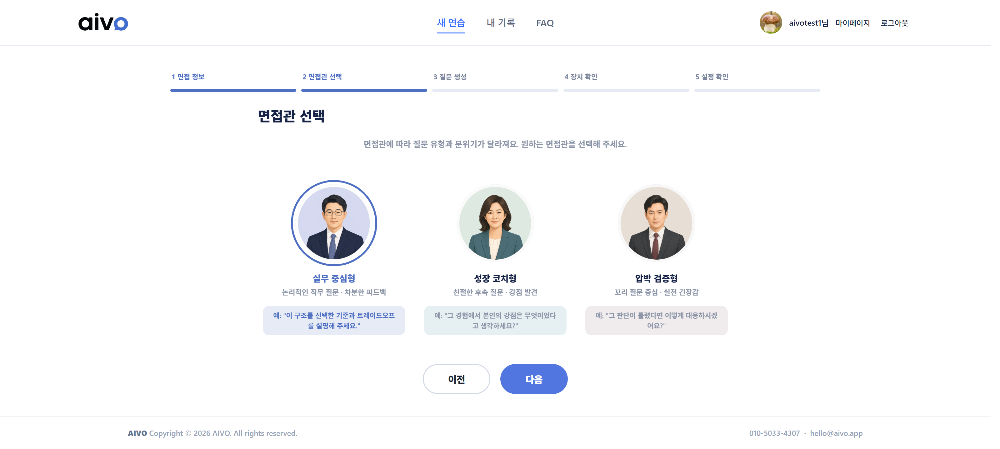 aivo
새 연습
내 기록
FAQ
aivotest1님
마이페이지
로그아웃
1 면접 정보
2 면접관 선택
3 질문 생성
4 장치 확인
5 설정 확인
면접관 선택
면접관에 따라 질문 유형과 분위기가 달라져요. 원하는 면접관을 선택해 주세요.
실무 중심형
논리적인 직무 질문 · 차분한 피드백
예: "이 구조를 선택한 기준과 트레이드오프
를 설명해 주세요."
성장 코치형
친절한 후속 질문 · 강점 발견
예: "그 경험에서 본인의 강점은 무엇이었다
고 생각하세요?"
압박 검증형
꼬리 질문 중심 · 실전 긴장감
예: "그 판단이 틀렸다면 어떻게 대응하시겠
어요?"
이전
다음
AIVO Copyright © 2026 AIVO. All rights reserved.
010-5033-4307 · hello@aivo.app